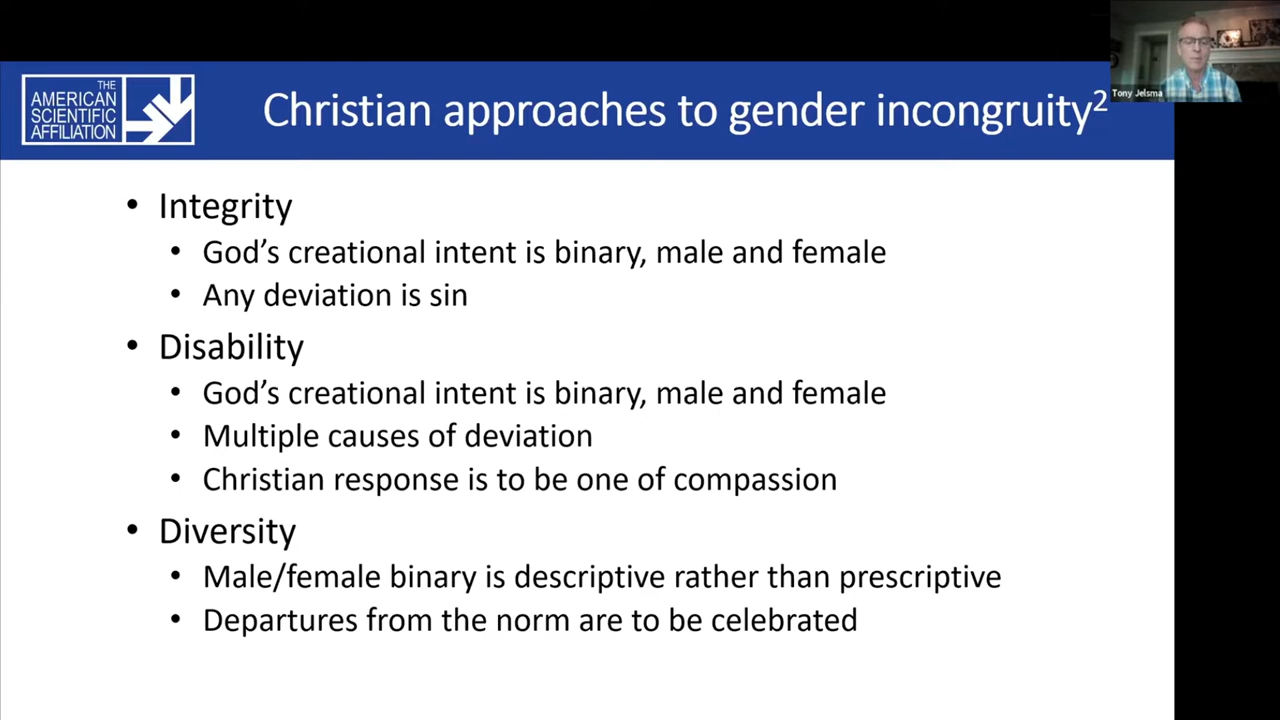 THE
AMERICAN
SCIENTIFIC
AFFILIATION
Christian approaches to gender incongruity²
Tony Jelsma
• Integrity
• God's creational intent is binary, male and female
• Any deviation is sin
• Disability
• God's creational intent is binary, male and female
• Multiple causes of deviation
• Christian response is to be one of compassion
• Diversity
• Male/female binary is descriptive rather than prescriptive
• Departures from the norm are to be celebrated